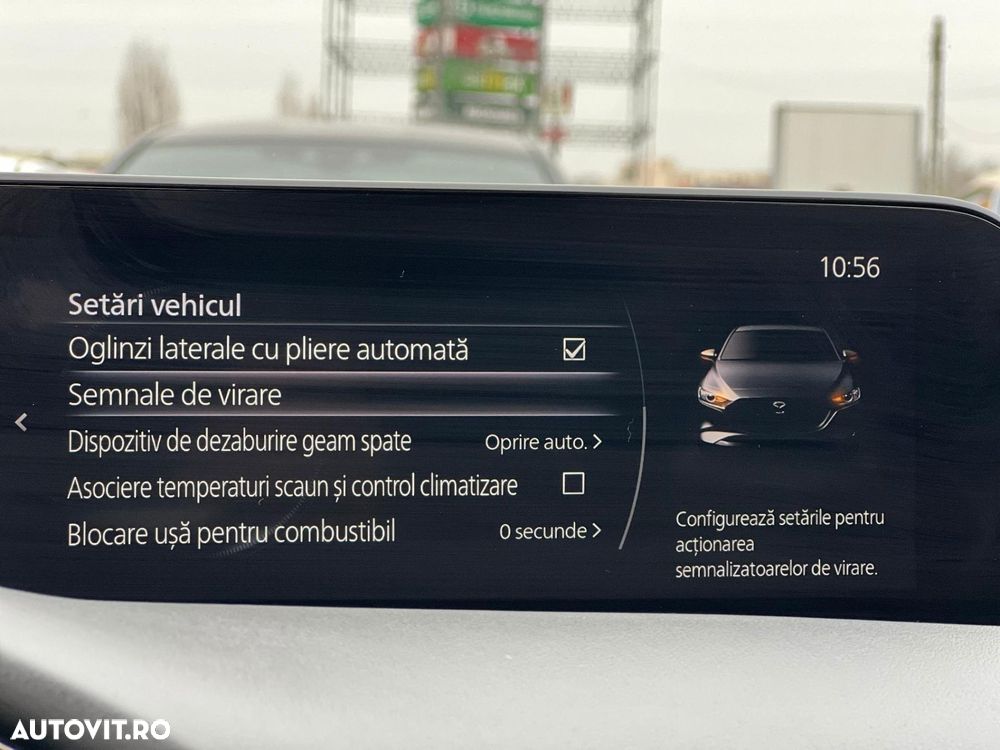 10:56
Setări vehicul
Oglinzi laterale cu pliere automată
Semnale de virare
Dispozitiv de dezaburire geam spate Oprire auto. >
Asociere temperaturi scaun și control climatizare
Blocare ușă pentru combustibil 0 secunde >
Configurează setările pentru
acționarea
semnalizatoarelor de virare.
AUTOVIT.RO